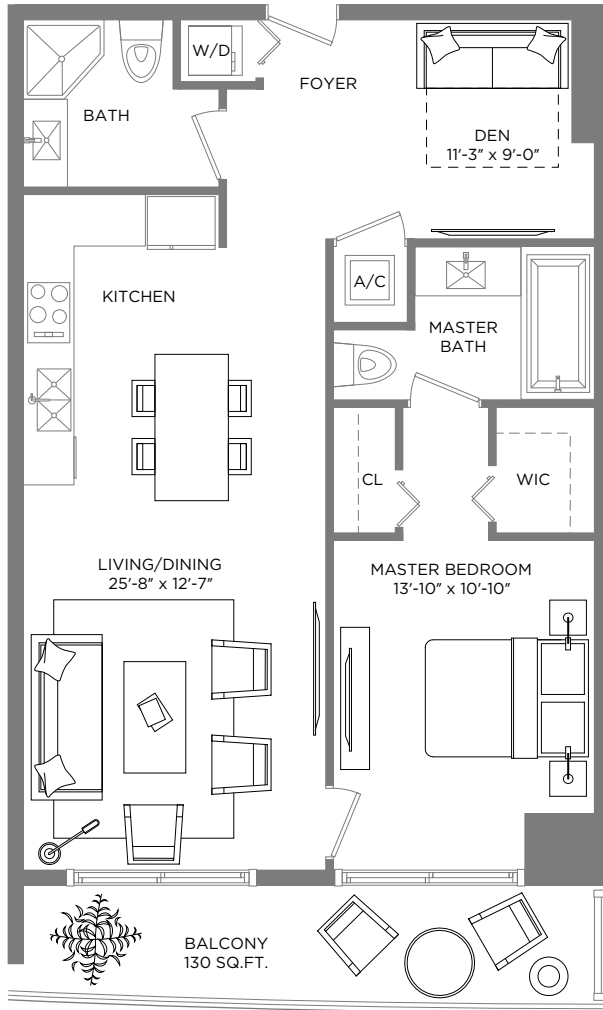 W/D
FOYER
BATH
DEN
11'-3" x 9'-0"
A/C
KITCHEN
MASTER
BATH
CL
WIC
LIVING/DINING
25'-8" x 12'-7"
MASTER BEDROOM
13'-10" x 10'-10"
BALCONY
130 SQ.FT.